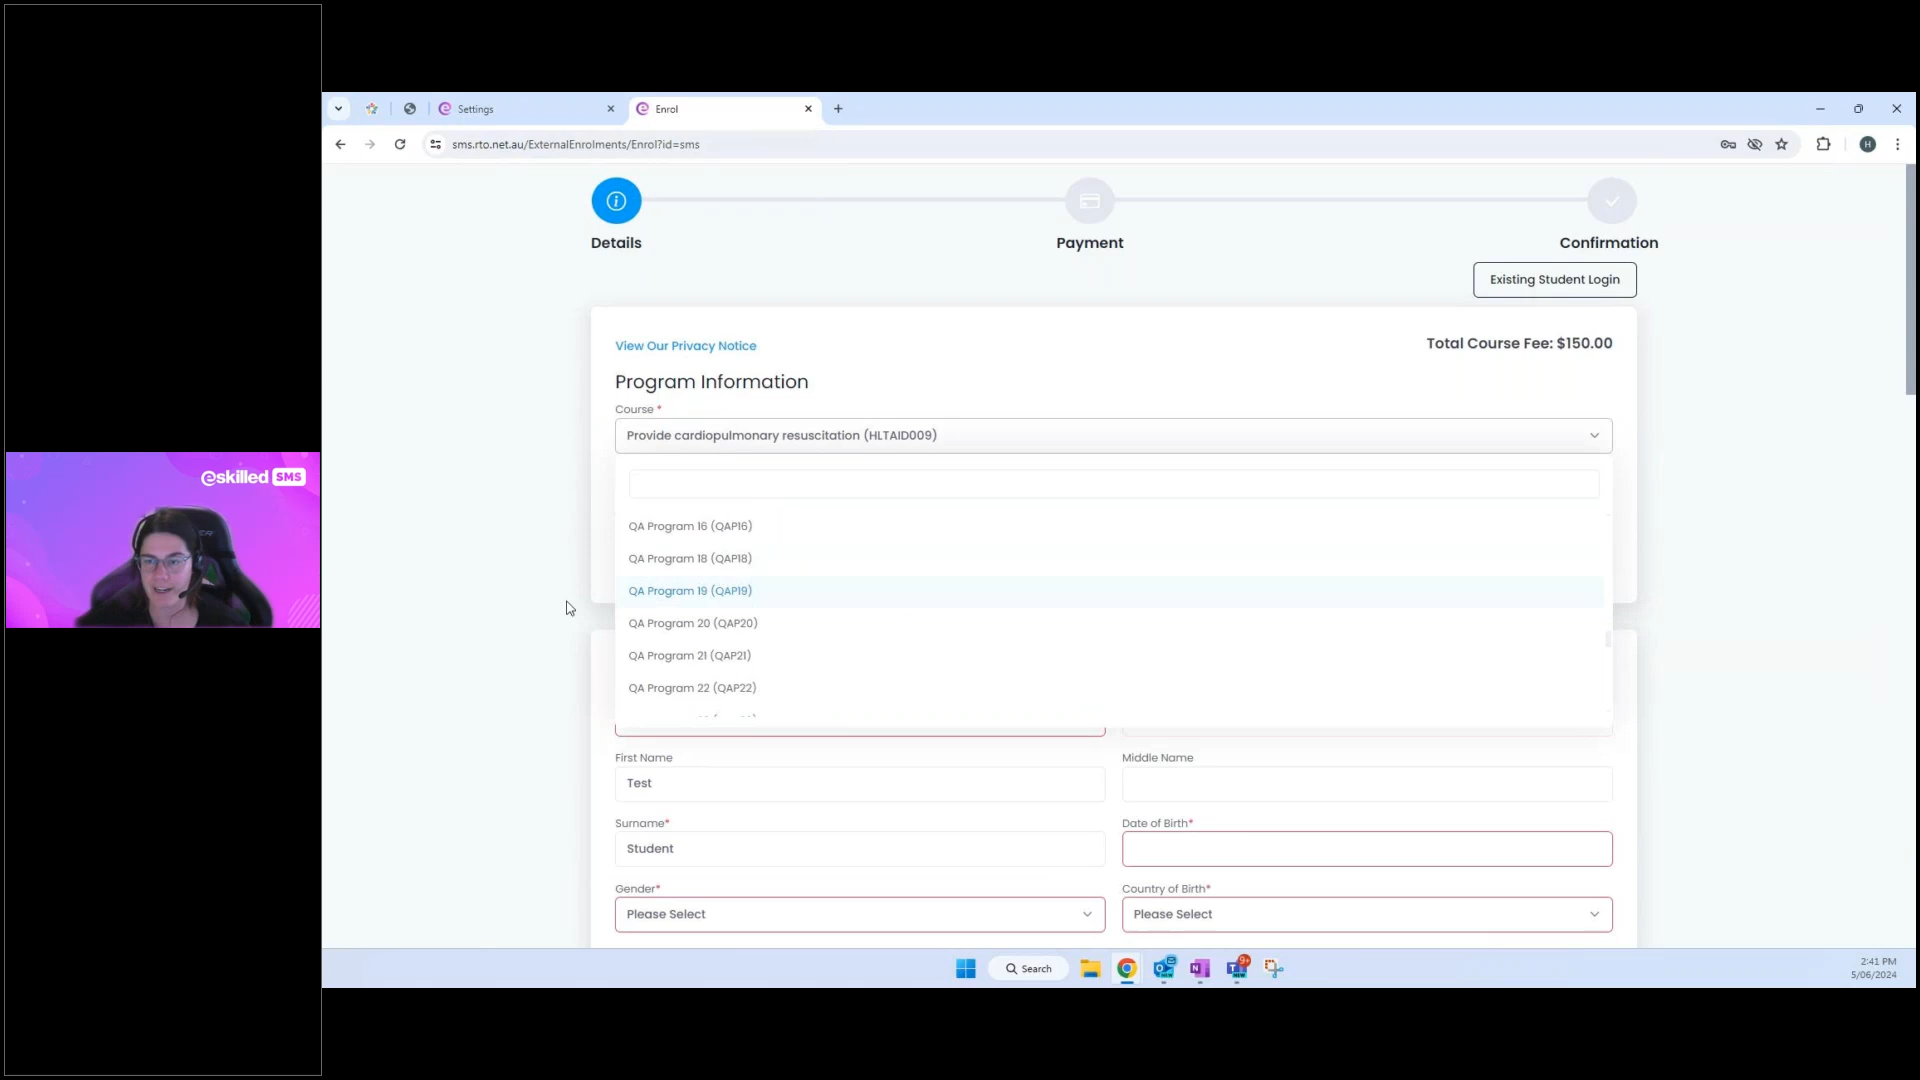 Settings
Enrol
sms.rto.net.au/ExternalEnrolments/Enrol?id=sms
H
Details
Payment
Confirmation
Existing Student Login
View Our Privacy Notice
Total Course Fee: $150.00
Program Information
Course *
Provide cardiopulmonary resuscitation (HLTAID009)
eskilled SMS
QA Program 16 (QAP16)
QA Program 18 (QAP18)
QA Program 19 (QAP19)
QA Program 20 (QAP20)
QA Program 21 (QAP21)
QA Program 22 (QAP22)
First Name
Middle Name
Test
Surname*
Date of Birth*
Student
Gender*
Country of Birth*
Please Select
Please Select
Search
NEW
N
T
NEW
9+
2:41 PM
5/06/2024